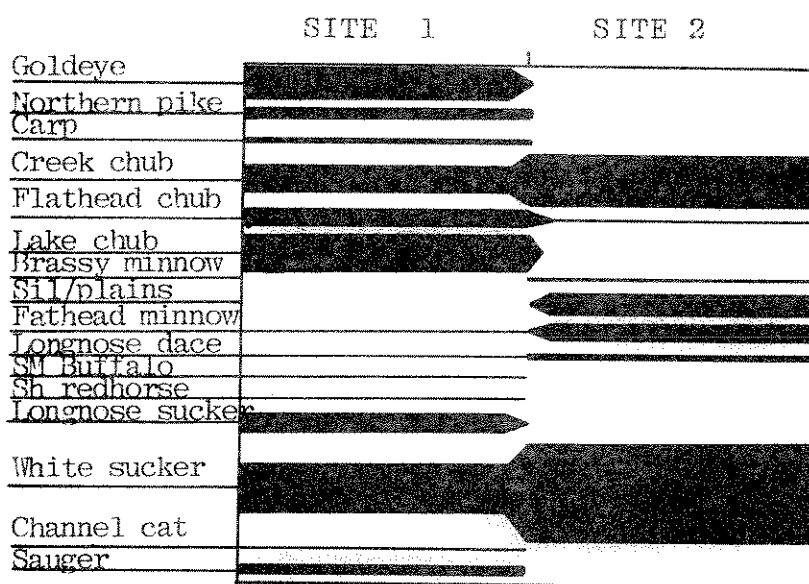 SITE 1 SITE 2
Goldeye
Northern pike
Carp
Creek chub
Flathead chub
Lake chub
Brassy minnow
Sil/plains
Fathead minnow
Longnose dace
SM Buffalo
Sh redhorse
Longnose sucker
White sucker
Channel cat
Sauger